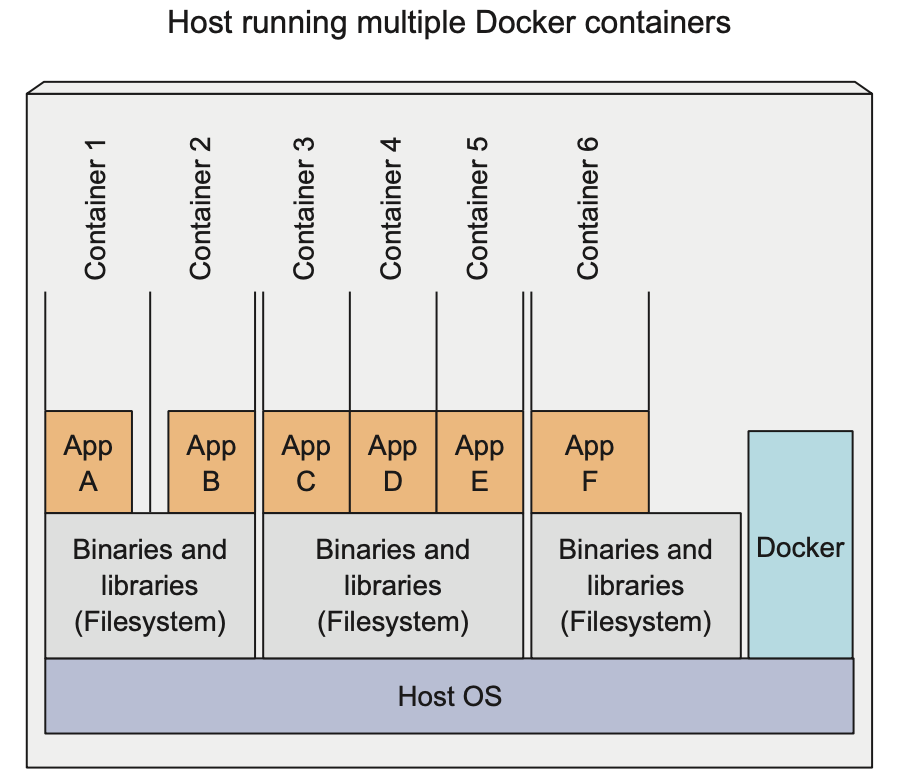 Host running multiple Docker containers
Container 1
Container 2
Container 3
Container 4
Container 5
Container 6
App
A
App
B
App
C
App
D
App
E
App
F
Binaries and
libraries
(Filesystem)
Binaries and
libraries
(Filesystem)
Binaries and
libraries
(Filesystem)
Docker
Host OS